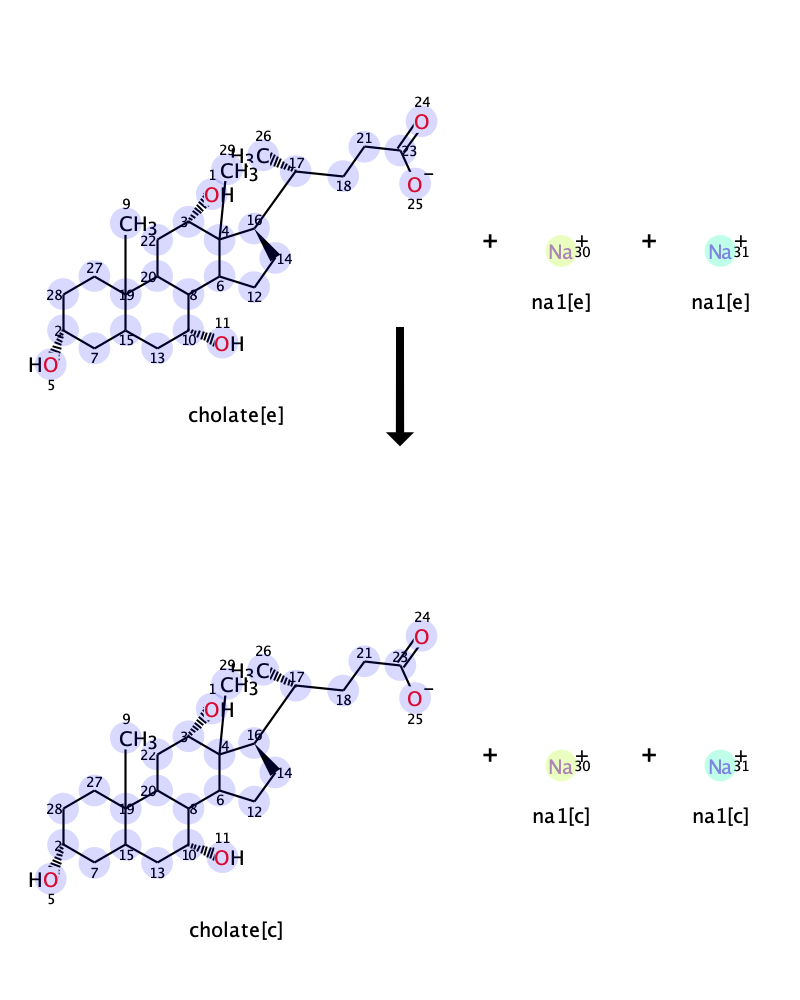 24
O
29
26
H3C
21
23
17
CH3
1
OH
18
O−
25
9
CH3
3
4
16
22
+
Na+
30
+
Na+
31
14
27
20
28
19
8
6
12
na1[e]
na1[e]
2
15
10
11
OH
HO
7
13
5
cholate[e]
24
O
29
26
H3C
21
23
17
CH3
1
OH
18
O−
25
9
CH3
3
4
16
22
+
Na+
30
+
Na+
31
14
27
20
28
19
8
6
12
na1[c]
na1[c]
2
15
10
11
OH
HO
7
13
5
cholate[c]